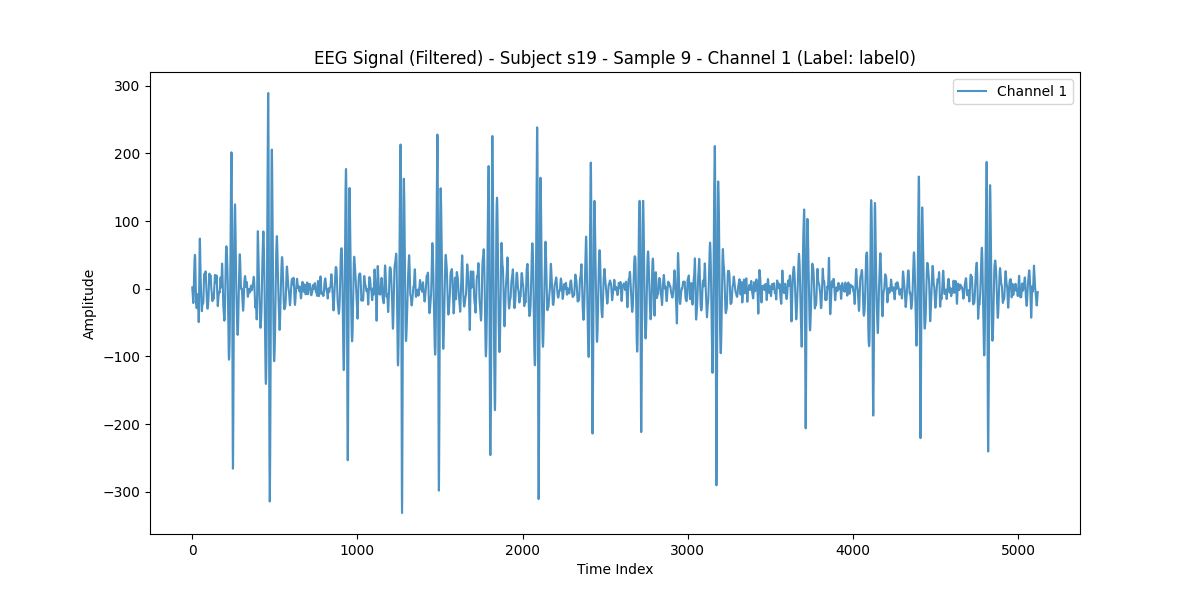 EEG Signal (Filtered) - Subject s19 - Sample 9 - Channel 1 (Label: label0)
Channel 1
300
200
100
0
−100
−200
−300
Amplitude
0 1000 2000 3000 4000 5000
Time Index